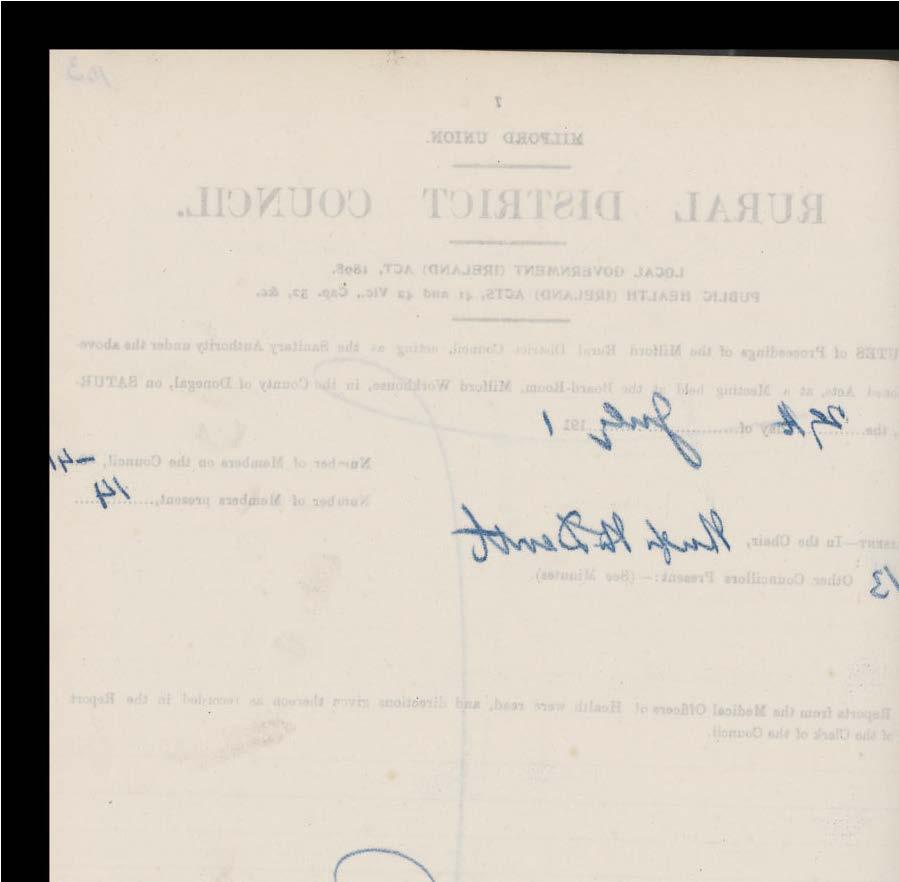 7
MILFORD UNION.
RURAL DISTRICT COUNCIL.
LOCAL GOVERNMENT (IRELAND) ACT, 1898.
PUBLIC HEALTH (IRELAND) ACTS, 41 and 42 Vic., Cap. 52, &c.
UTES of Proceedings of the Milford Rural District Council, acting as the Sanitary Authority under the above
oned Acts, at a Meeting held at the Board-Room, Milford Workhouse, in the County of Donegal, on SATUR-
, the day of July 191 1
Number of Members on the Council, 41
Number of Members present, 14
ESENT—In the Chair, Hugh
Other Councillors Present:—(See Minutes). 13
Reports from the Medical Officers of Health were read, and directions given thereon as recorded in the Report
of the Clerk of the Council.